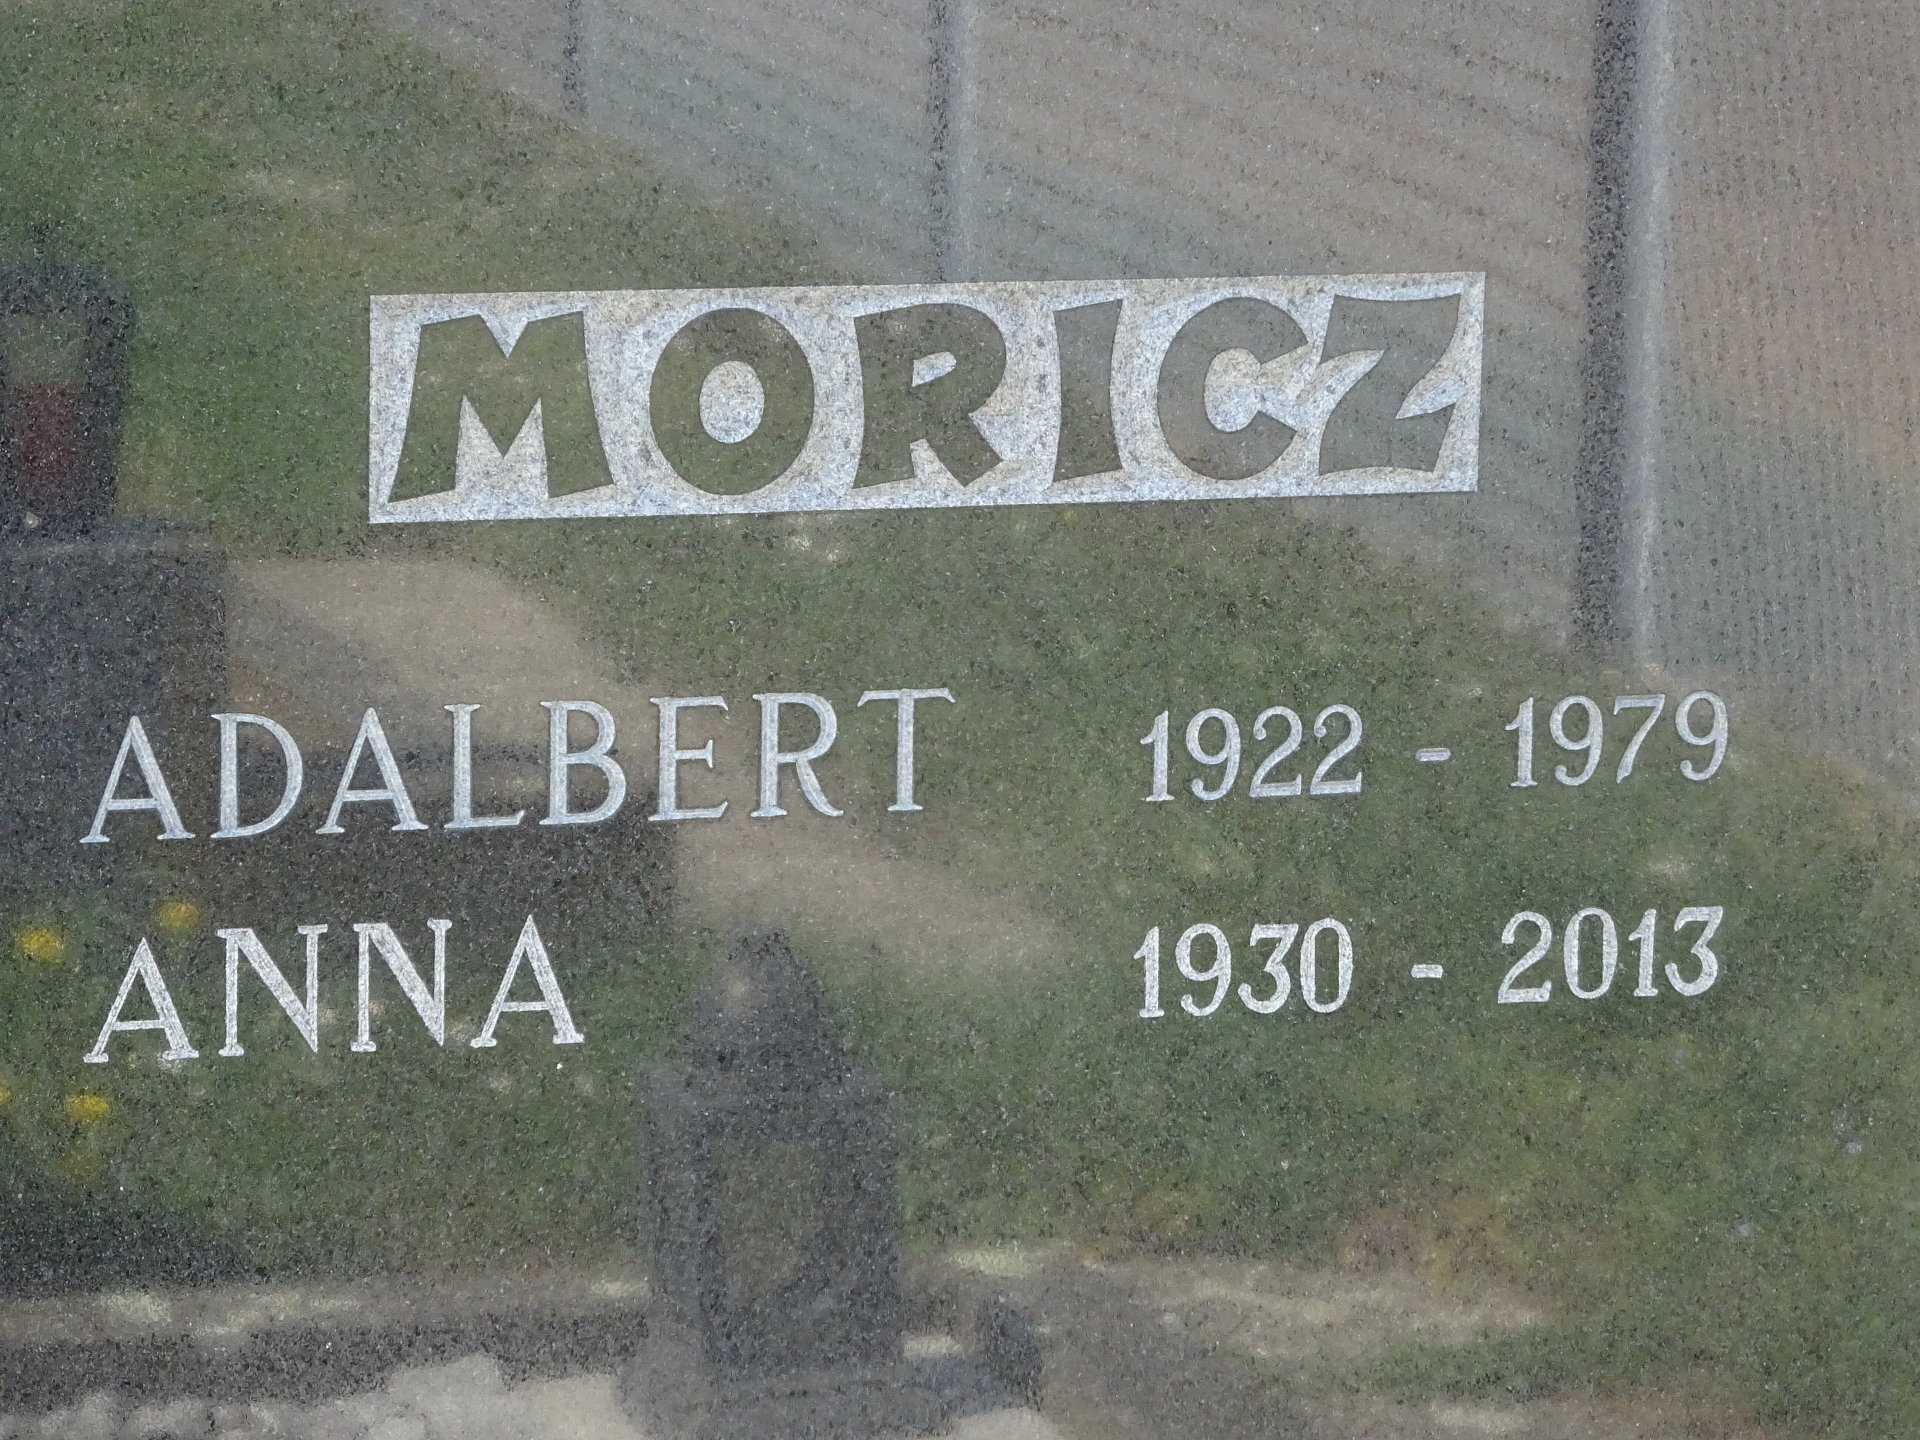 MORICZ
ADALBERT 1922 - 1979
ANNA 1930 - 2013